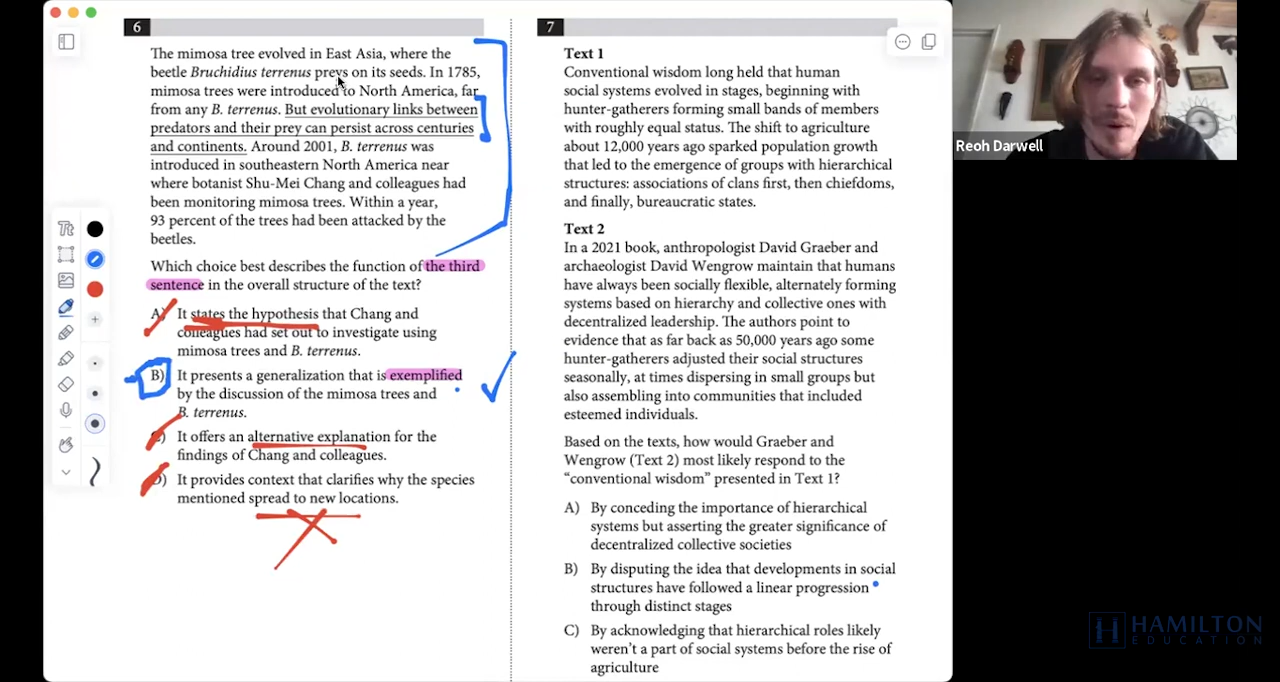 6
The mimosa tree evolved in East Asia, where the
beetle Bruchidius terrenus preys on its seeds. In 1785,
mimosa trees were introduced to North America, far
from any B. terrenus. But evolutionary links between
predators and their prey can persist across centuries
and continents. Around 2001, B. terrenus was
introduced in southeastern North America near
where botanist Shu-Mei Chang and colleagues had
been monitoring mimosa trees. Within a year,
93 percent of the trees had been attacked by the
beetles.
Which choice best describes the function of the third
sentence in the overall structure of the text?
A) It states the hypothesis that Chang and
colleagues had set out to investigate using
mimosa trees and B. terrenus.
B) It presents a generalization that is exemplified
by the discussion of the mimosa trees and
B. terrenus.
C) It offers an alternative explanation for the
findings of Chang and colleagues.
D) It provides context that clarifies why the species
mentioned spread to new locations.
7
Text 1
Conventional wisdom long held that human
social systems evolved in stages, beginning with
hunter-gatherers forming small bands of members
with roughly equal status. The shift to agriculture
about 12,000 years ago sparked population growth
that led to the emergence of groups with hierarchical
structures: associations of clans first, then chiefdoms,
and finally, bureaucratic states.
Text 2
In a 2021 book, anthropologist David Graeber and
archaeologist David Wengrow maintain that humans
have always been socially flexible, alternately forming
systems based on hierarchy and collective ones with
decentralized leadership. The authors point to
evidence that as far back as 50,000 years ago some
hunter-gatherers adjusted their social structures
seasonally, at times dispersing in small groups but
also assembling into communities that included
esteemed individuals.
Based on the texts, how would Graeber and
Wengrow (Text 2) most likely respond to the
“conventional wisdom” presented in Text 1?
A) By conceding the importance of hierarchical
systems but asserting the greater significance of
decentralized collective societies
B) By disputing the idea that developments in social
structures have followed a linear progression
through distinct stages
C) By acknowledging that hierarchical roles likely
weren’t a part of social systems before the rise of
agriculture
Reoh Darwell
HAMILTON
EDUCATION